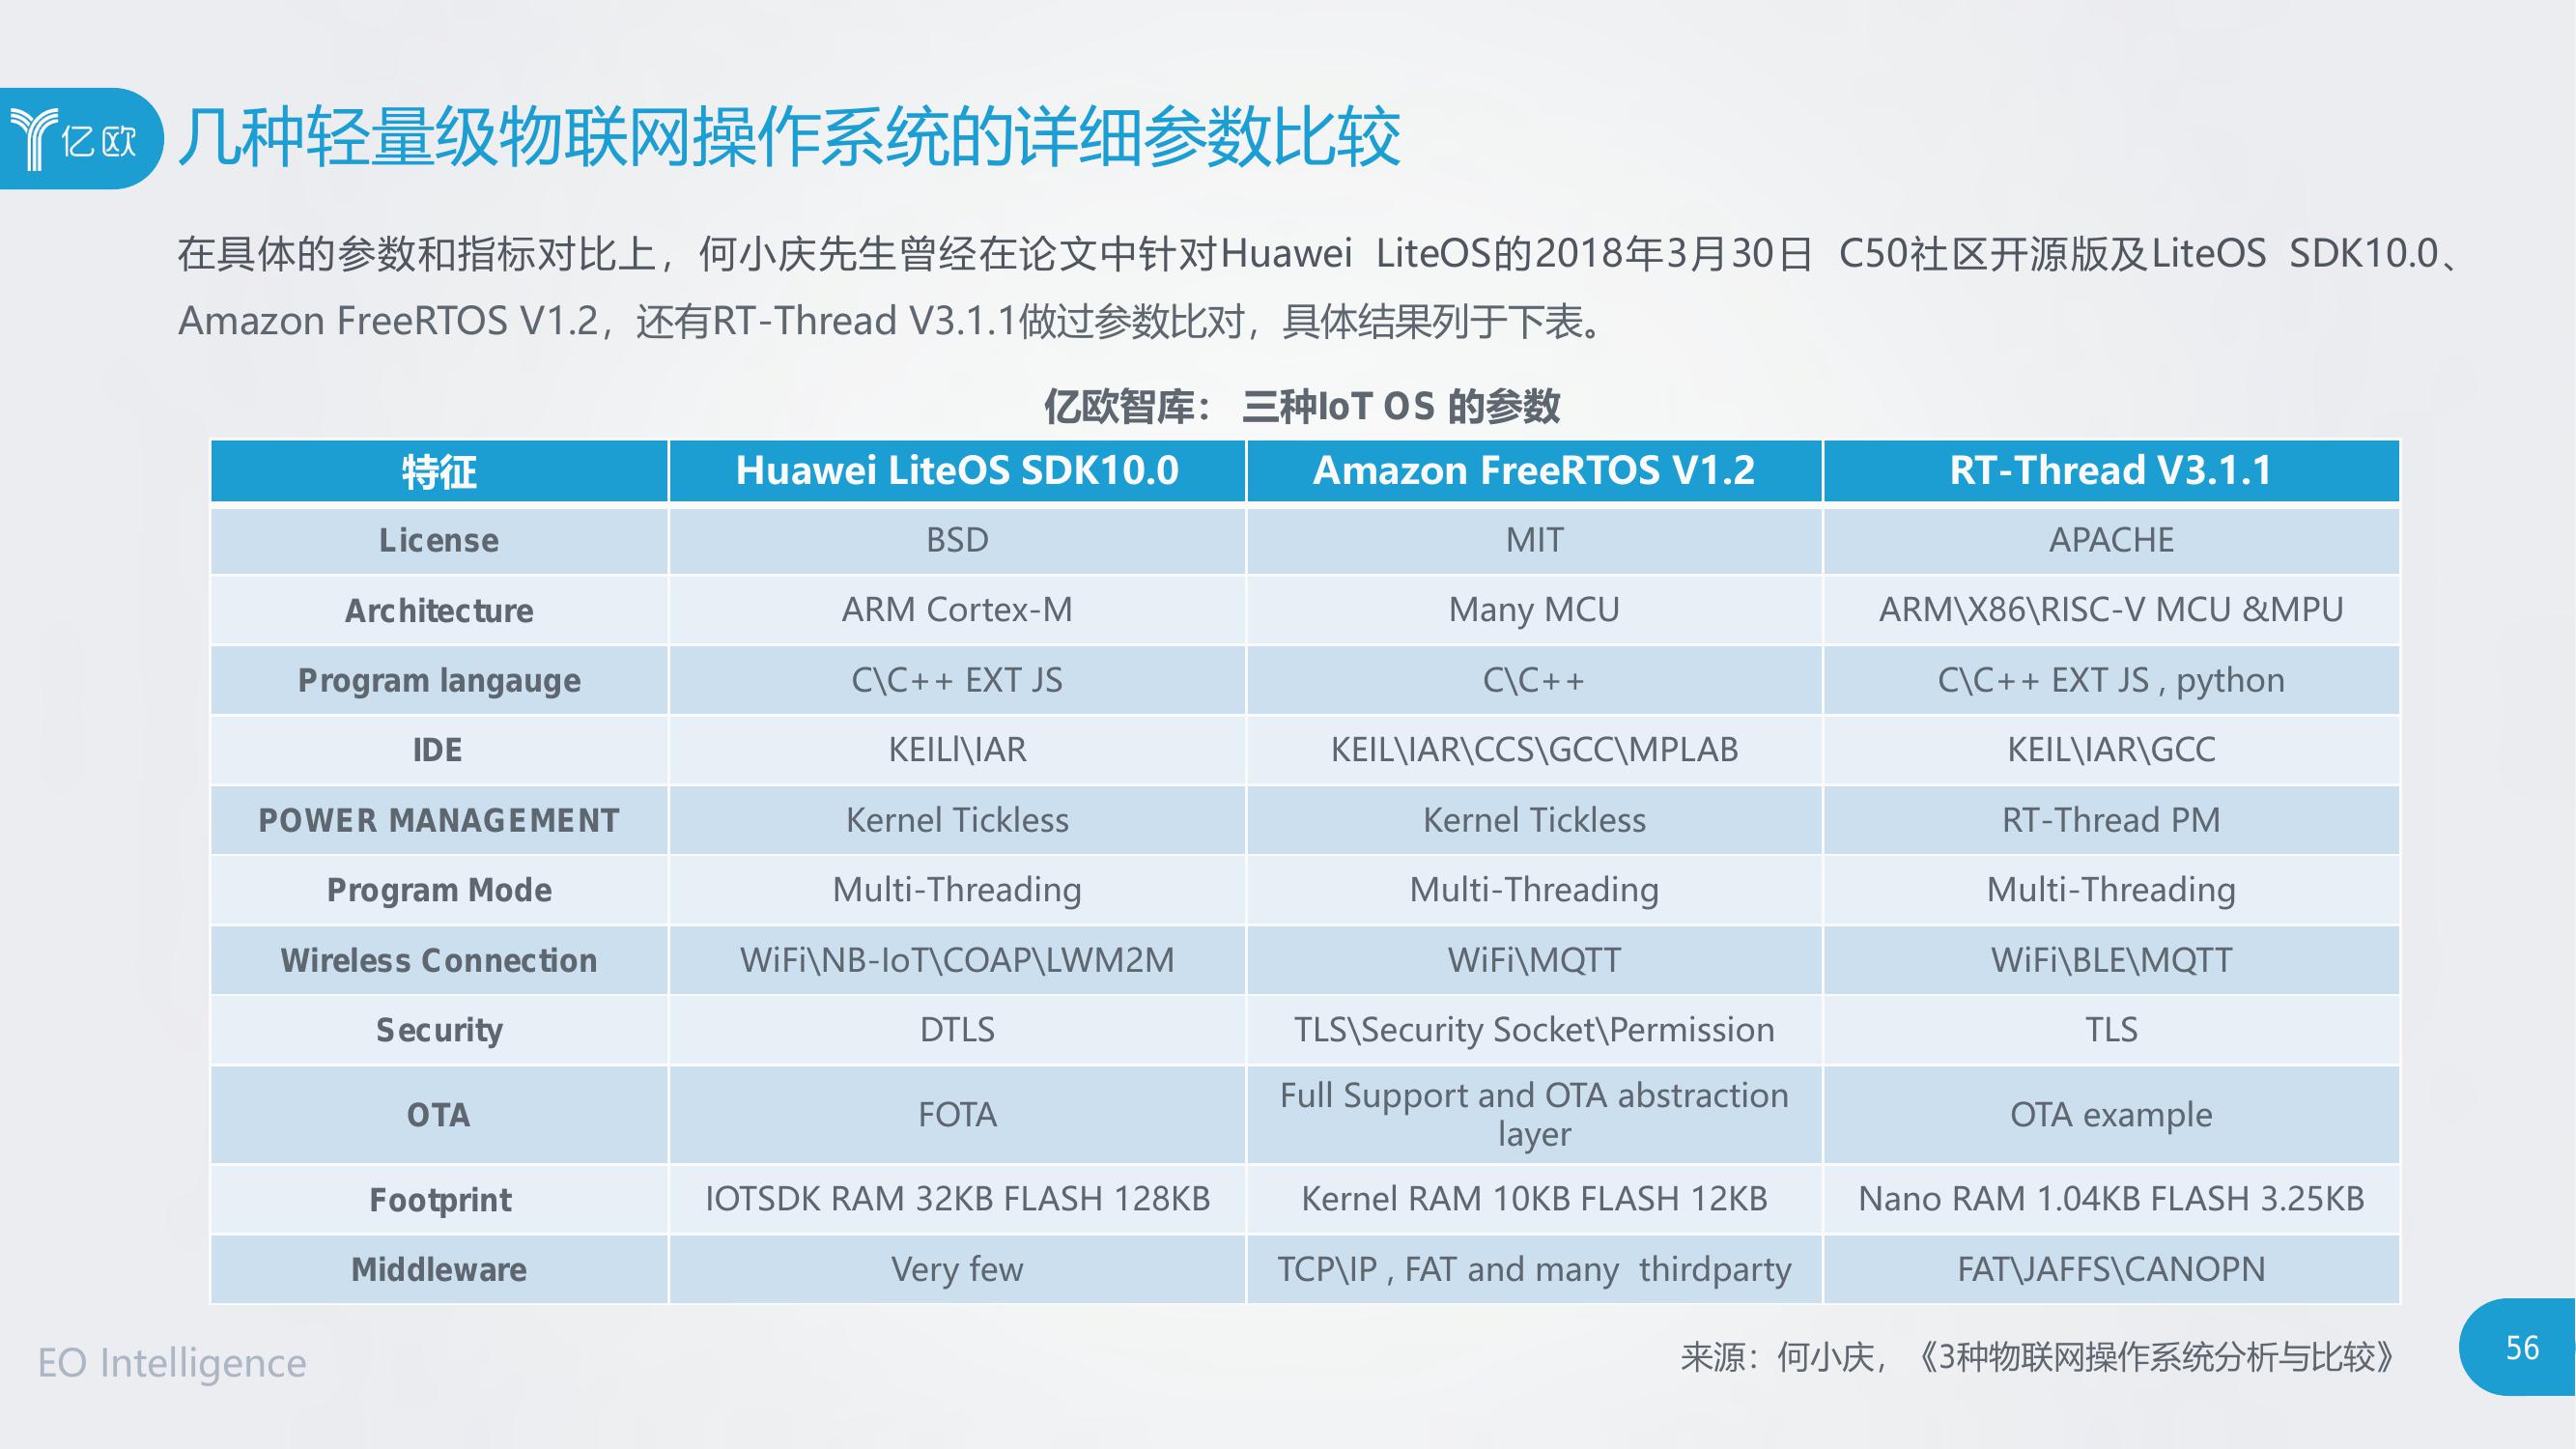 亿欧
几种轻量级物联网操作系统的详细参数比较
在具体的参数和指标对比上，何小庆先生曾经在论文中针对Huawei LiteOS的2018年3月30日 C50社区开源版及LiteOS SDK10.0、
Amazon FreeRTOS V1.2，还有RT-Thread V3.1.1做过参数比对，具体结果列于下表。
亿欧智库： 三种IoT OS 的参数
特征 Huawei LiteOS SDK10.0 Amazon FreeRTOS V1.2 RT-Thread V3.1.1
License BSD MIT APACHE
Architecture ARM Cortex-M Many MCU ARM\X86\RISC-V MCU &MPU
Program langauge C\C++ EXT JS C\C++ C\C++ EXT JS , python
IDE KEILl\IAR KEIL\IAR\CCS\GCC\MPLAB KEIL\IAR\GCC
POWER MANAGEMENT Kernel Tickless Kernel Tickless RT-Thread PM
Program Mode Multi-Threading Multi-Threading Multi-Threading
Wireless Connection WiFi\NB-IoT\COAP\LWM2M WiFi\MQTT WiFi\BLE\MQTT
Security DTLS TLS\Security Socket\Permission TLS
OTA FOTA Full Support and OTA abstraction
layer OTA example
Footprint IOTSDK RAM 32KB FLASH 128KB Kernel RAM 10KB FLASH 12KB Nano RAM 1.04KB FLASH 3.25KB
Middleware Very few TCP\IP , FAT and many thirdparty FAT\JAFFS\CANOPN
来源：何小庆，《3种物联网操作系统分析与比较》
EO Intelligence
56